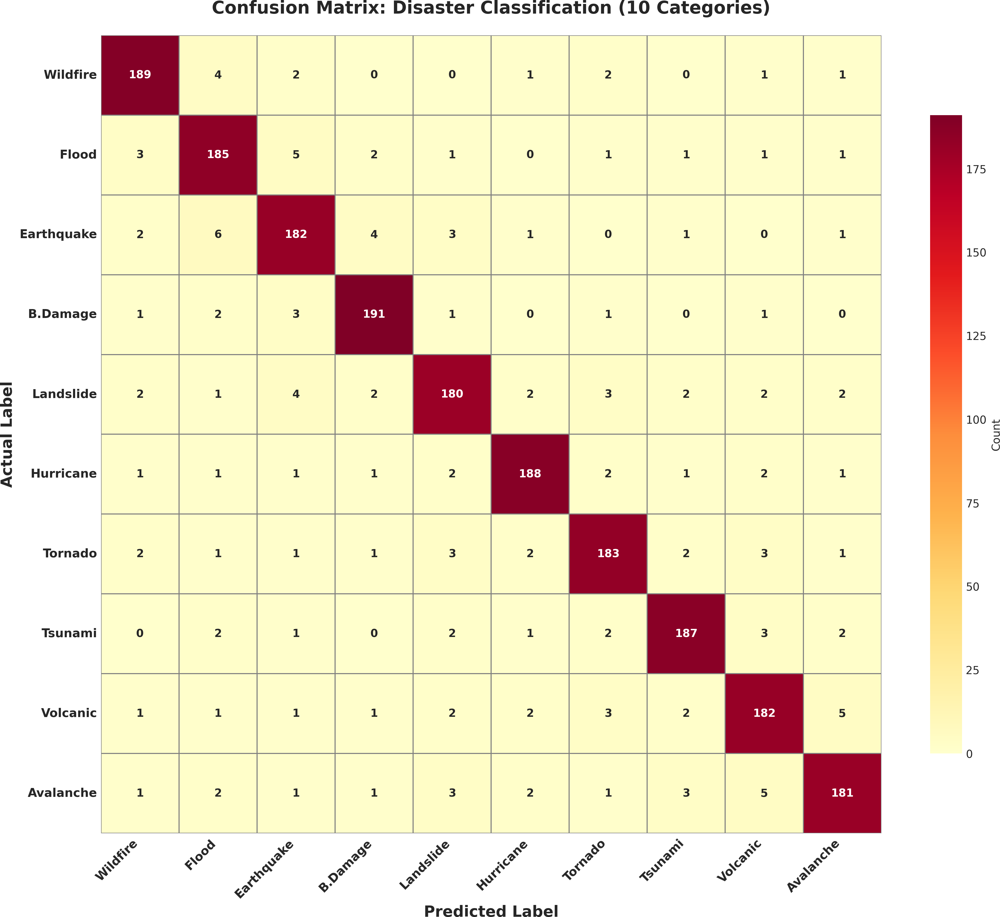 Confusion Matrix: Disaster Classification (10 Categories)
Wildfire 189 4 2 0 0 1 2 0 1 1
Flood 3 185 5 2 1 0 1 1 1 1
Earthquake 2 6 182 4 3 1 0 1 0 1
B.Damage 1 2 3 191 1 0 1 0 1 0
Landslide 2 1 4 2 180 2 3 2 2 2
Hurricane 1 1 1 1 2 188 2 1 2 1
Tornado 2 1 1 1 3 2 183 2 3 1
Tsunami 0 2 1 0 2 1 2 187 3 2
Volcanic 1 1 1 1 2 2 3 2 182 5
Avalanche 1 2 1 1 3 2 1 3 5 181
Wildfire Flood Earthquake B.Damage Landslide Hurricane Tornado Tsunami Volcanic Avalanche
Predicted Label
Actual Label
175
150
125
100
75
50
25
0
Count